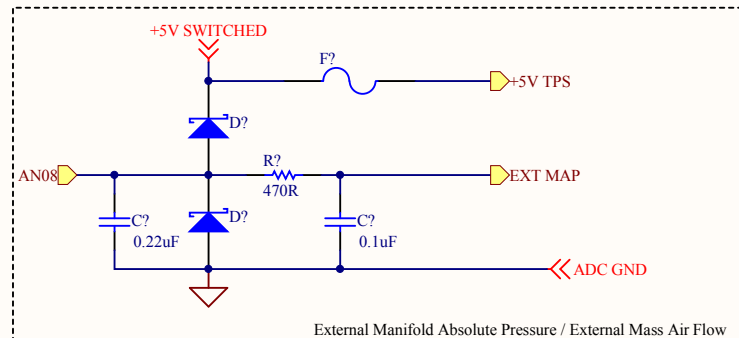 +5V SWITCHED
F?
+5V TPS
D?
AN08
R?
470R
EXT MAP
C?
0.22uF
D?
C?
0.1uF
ADC GND
External Manifold Absolute Pressure / External Mass Air Flow